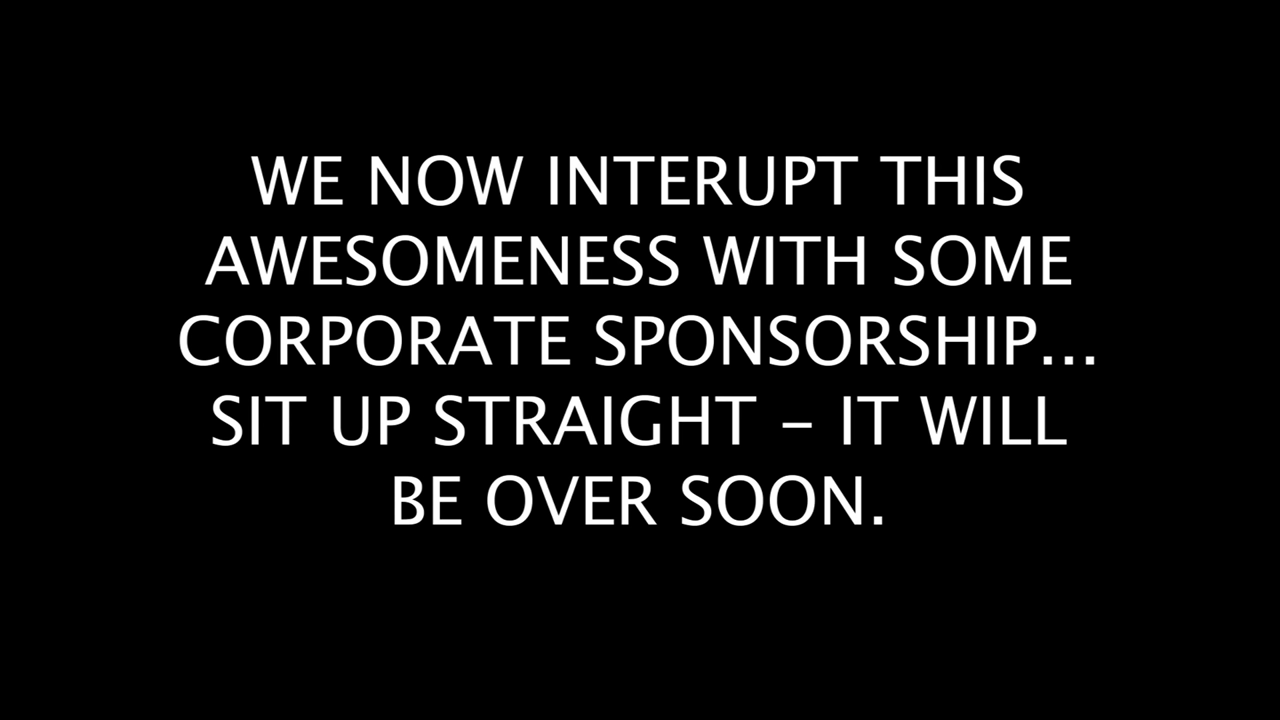 WE NOW INTERUPT THIS
AWESOMENESS WITH SOME
CORPORATE SPONSORSHIP...
SIT UP STRAIGHT – IT WILL
BE OVER SOON.